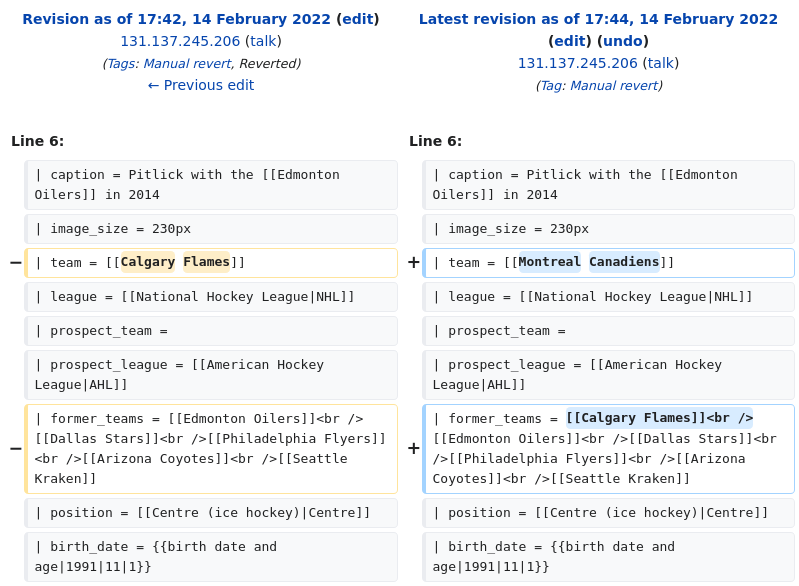 Revision as of 17:42, 14 February 2022 (edit)
131.137.245.206 (talk)
(Tags: Manual revert, Reverted)
← Previous edit
Line 6:
| caption = Pitlick with the [[Edmonton
Oilers]] in 2014
| image_size = 230px
− | team = [[Calgary Flames]]
| league = [[National Hockey League|NHL]]
| prospect_team =
| prospect_league = [[American Hockey
League|AHL]]
− | former_teams = [[Edmonton Oilers]]<br />
[[Dallas Stars]]<br />[[Philadelphia Flyers]]
<br />[[Arizona Coyotes]]<br />[[Seattle
Kraken]]
| position = [[Centre (ice hockey)|Centre]]
| birth_date = {{birth date and
age|1991|11|1}}
Latest revision as of 17:44, 14 February 2022
(edit) (undo)
131.137.245.206 (talk)
(Tag: Manual revert)
Line 6:
| caption = Pitlick with the [[Edmonton
Oilers]] in 2014
| image_size = 230px
+ | team = [[Montreal Canadiens]]
| league = [[National Hockey League|NHL]]
| prospect_team =
| prospect_league = [[American Hockey
League|AHL]]
+ | former_teams = [[Calgary Flames]]<br />
[[Edmonton Oilers]]<br />[[Dallas Stars]]<br
/>[[Philadelphia Flyers]]<br />[[Arizona
Coyotes]]<br />[[Seattle Kraken]]
| position = [[Centre (ice hockey)|Centre]]
| birth_date = {{birth date and
age|1991|11|1}}